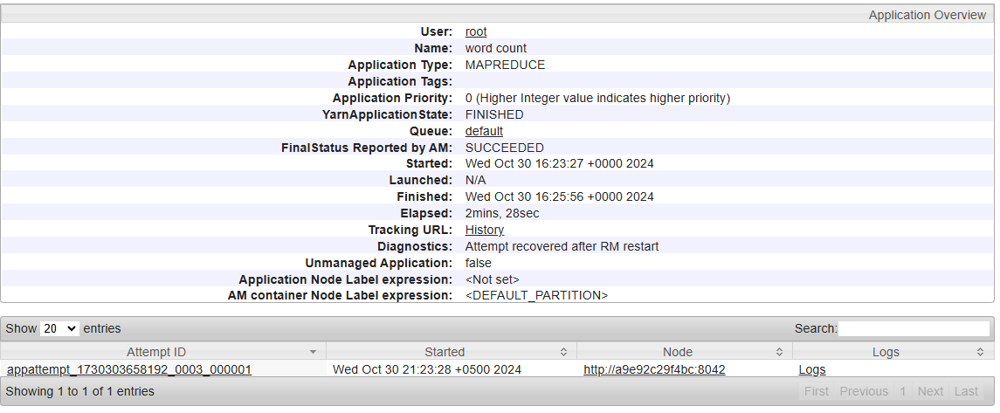 Application Overview
User: root
Name: word count
Application Type: MAPREDUCE
Application Tags:
Application Priority: 0 (Higher Integer value indicates higher priority)
YarnApplicationState: FINISHED
Queue: default
FinalStatus Reported by AM: SUCCEEDED
Started: Wed Oct 30 16:23:27 +0000 2024
Launched: N/A
Finished: Wed Oct 30 16:25:56 +0000 2024
Elapsed: 2mins, 28sec
Tracking URL: History
Diagnostics: Attempt recovered after RM restart
Unmanaged Application: false
Application Node Label expression: <Not set>
AM container Node Label expression: <DEFAULT_PARTITION>
Show 20 entries Search:
Attempt ID Started Node Logs
appattempt_1730303658192_0003_000001 Wed Oct 30 21:23:28 +0500 2024 http://a9e92c29f4bc:8042 Logs
Showing 1 to 1 of 1 entries First Previous 1 Next Last